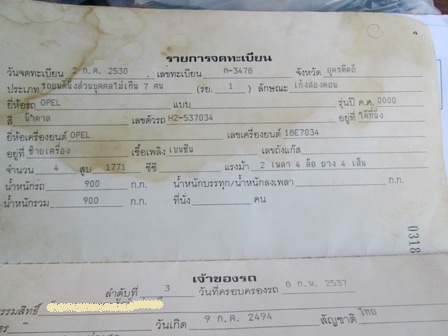 รายการจดทะเบียน
วันจดทะเบียน 2 ก.ค. 2530 เลขทะเบียน ก-3478 จังหวัด อุตรดิตถ์
ประเภท รถยนต์นั่งส่วนบุคคลไม่เกิน 7 คน (รย. 1 ) ลักษณะ เก๋งสองตอน
ยี่ห้อรถ OPEL แบบ รุ่นปี ค.ศ. 0000
สี น้ำตาล เลขตัวรถ H2-537034 อยู่ที่ ใต้ที่นั่ง
ยี่ห้อเครื่องยนต์ OPEL เลขเครื่องยนต์ 18E7034
อยู่ที่ ซ้ายเครื่อง เชื้อเพลิง เบนซิน เลขถังแก๊ส
จำนวน 4 สูบ 1771 ซีซี แรงม้า 2 เพลา 4 ล้อ ยาง 4 เส้น
น้ำหนักรถ 900 ก.ก. น้ำหนักบรรทุก/น้ำหนักลงเพลา ก.ก.
น้ำหนักรวม 900 ก.ก. ที่นั่ง คน
0318
เจ้าของรถ
ลำดับที่ 3 วันที่ครอบครองรถ 8 ก.พ. 2537
กรรมสิทธิ์
วันเกิด 9 ก.ค. 2494 สัญชาติ ไทย